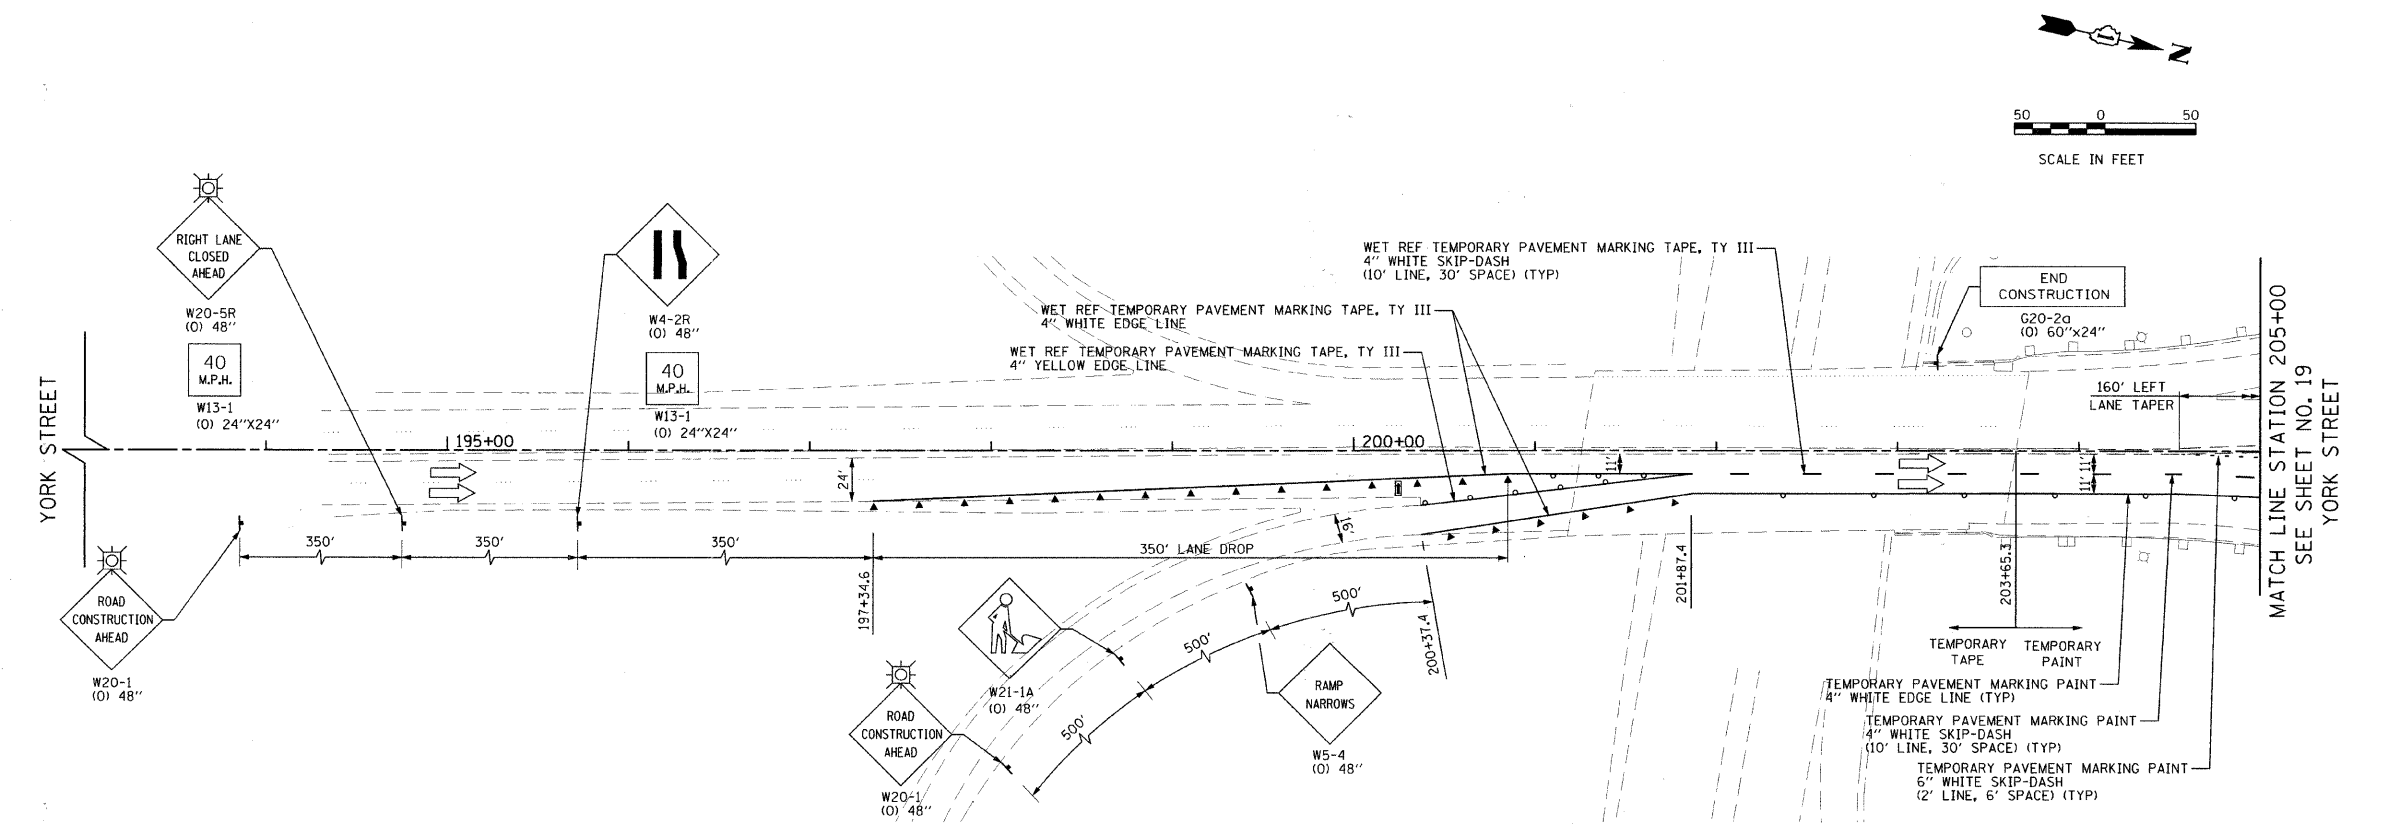 N
50 0 50
SCALE IN FEET
RIGHT LANE
CLOSED
AHEAD
W20-5R
(O) 48"
40
M.P.H.
W13-1
(O) 24"X24"
W4-2R
(O) 48"
40
M.P.H.
W13-1
(O) 24"X24"
WET REF TEMPORARY PAVEMENT MARKING TAPE, TY III
4" WHITE SKIP-DASH
(10' LINE, 30' SPACE) (TYP)
WET REF TEMPORARY PAVEMENT MARKING TAPE, TY III
4" WHITE EDGE LINE
WET REF TEMPORARY PAVEMENT MARKING TAPE, TY III
4" YELLOW EDGE LINE
END
CONSTRUCTION
G20-2a
(O) 60"x24"
160' LEFT
LANE TAPER
YORK STREET
195+00
200+00
24'
11'
11'
11'
16'
MATCH LINE STATION 205+00
SEE SHEET NO. 19
YORK STREET
350'
350'
350'
350' LANE DROP
197+34.6
200+37.4
201+87.4
203+65.3
ROAD
CONSTRUCTION
AHEAD
W20-1
(O) 48"
W21-1A
(O) 48"
ROAD
CONSTRUCTION
AHEAD
W20-1
(O) 48"
500'
500'
500'
RAMP
NARROWS
W5-4
(O) 48"
TEMPORARY
TAPE
TEMPORARY
PAINT
TEMPORARY PAVEMENT MARKING PAINT
4" WHITE EDGE LINE (TYP)
TEMPORARY PAVEMENT MARKING PAINT
4" WHITE SKIP-DASH
(10' LINE, 30' SPACE) (TYP)
TEMPORARY PAVEMENT MARKING PAINT
6" WHITE SKIP-DASH
(2' LINE, 6' SPACE) (TYP)